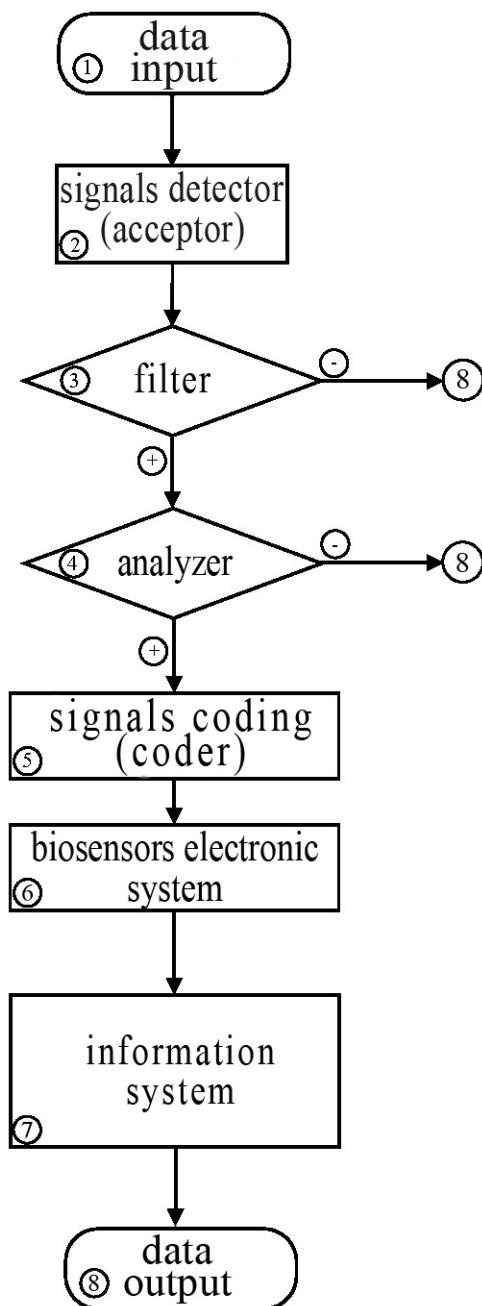 data
1 input
signals detector
(acceptor)
2
-
3 filter 8
+
-
4 analyzer 8
+
signals coding
(coder)
5
biosensors electronic
system
6
information
system
7
data
8 output